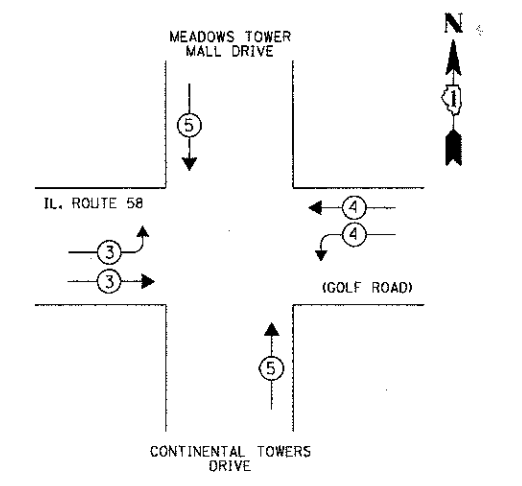 MEADOWS TOWER
MALL DRIVE
N
5
IL. ROUTE 58
4
4
3
3
(GOLF ROAD)
5
CONTINENTAL TOWERS
DRIVE